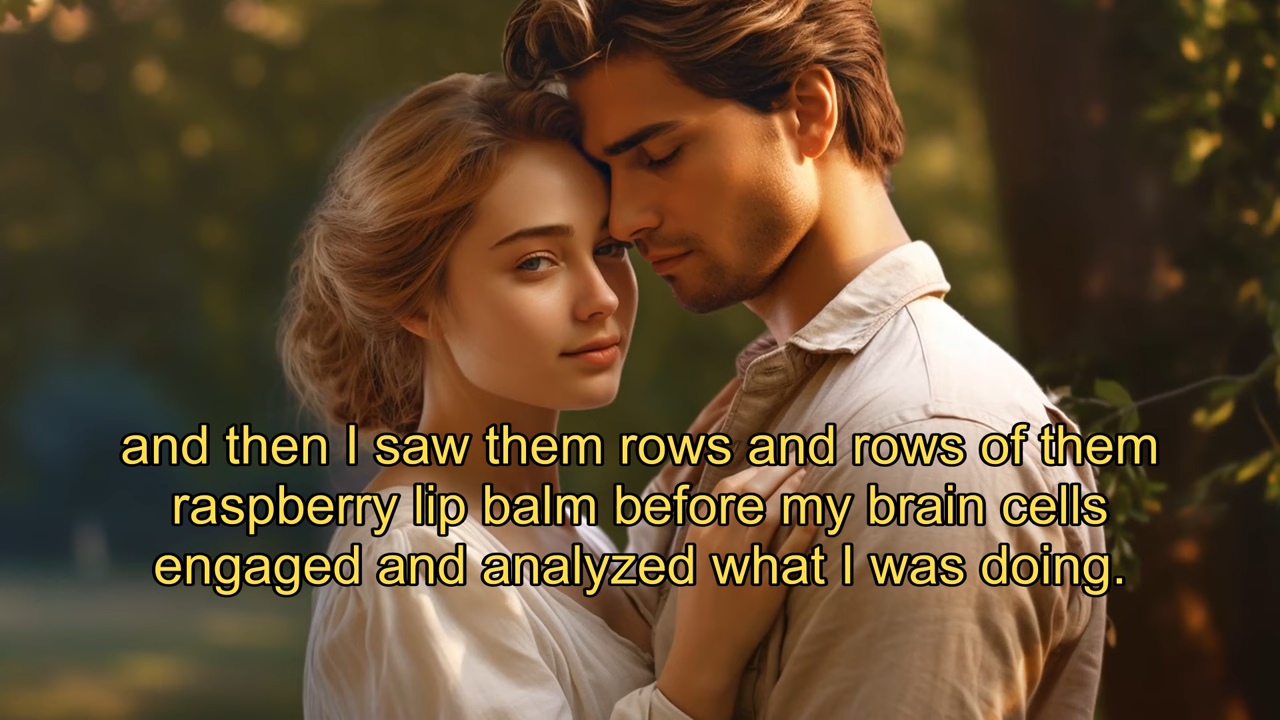 and then I saw them rows and rows of them
raspberry lip balm before my brain cells
engaged and analyzed what I was doing.